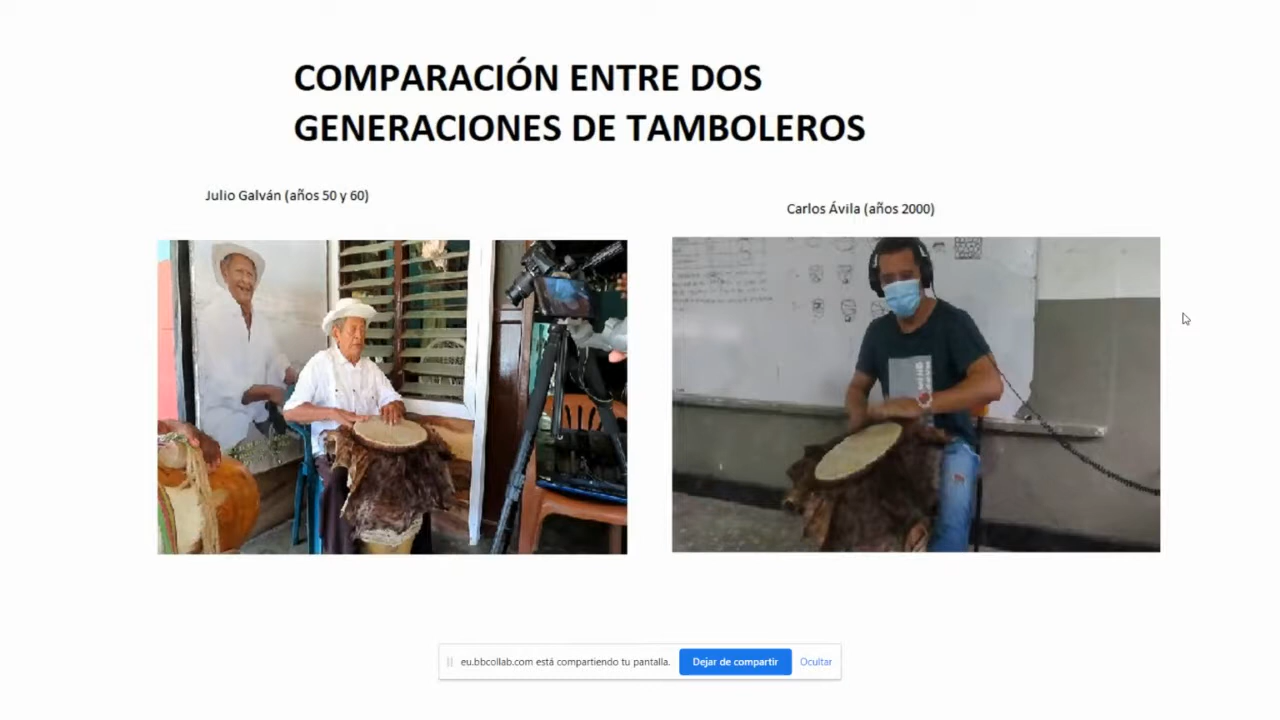 COMPARACIÓN ENTRE DOS
GENERACIONES DE TAMBOLEROS
Julio Galván (años 50 y 60)
Carlos Ávila (años 2000)
eu.bbcollab.com está compartiendo tu pantalla.
Dejar de compartir
Ocultar